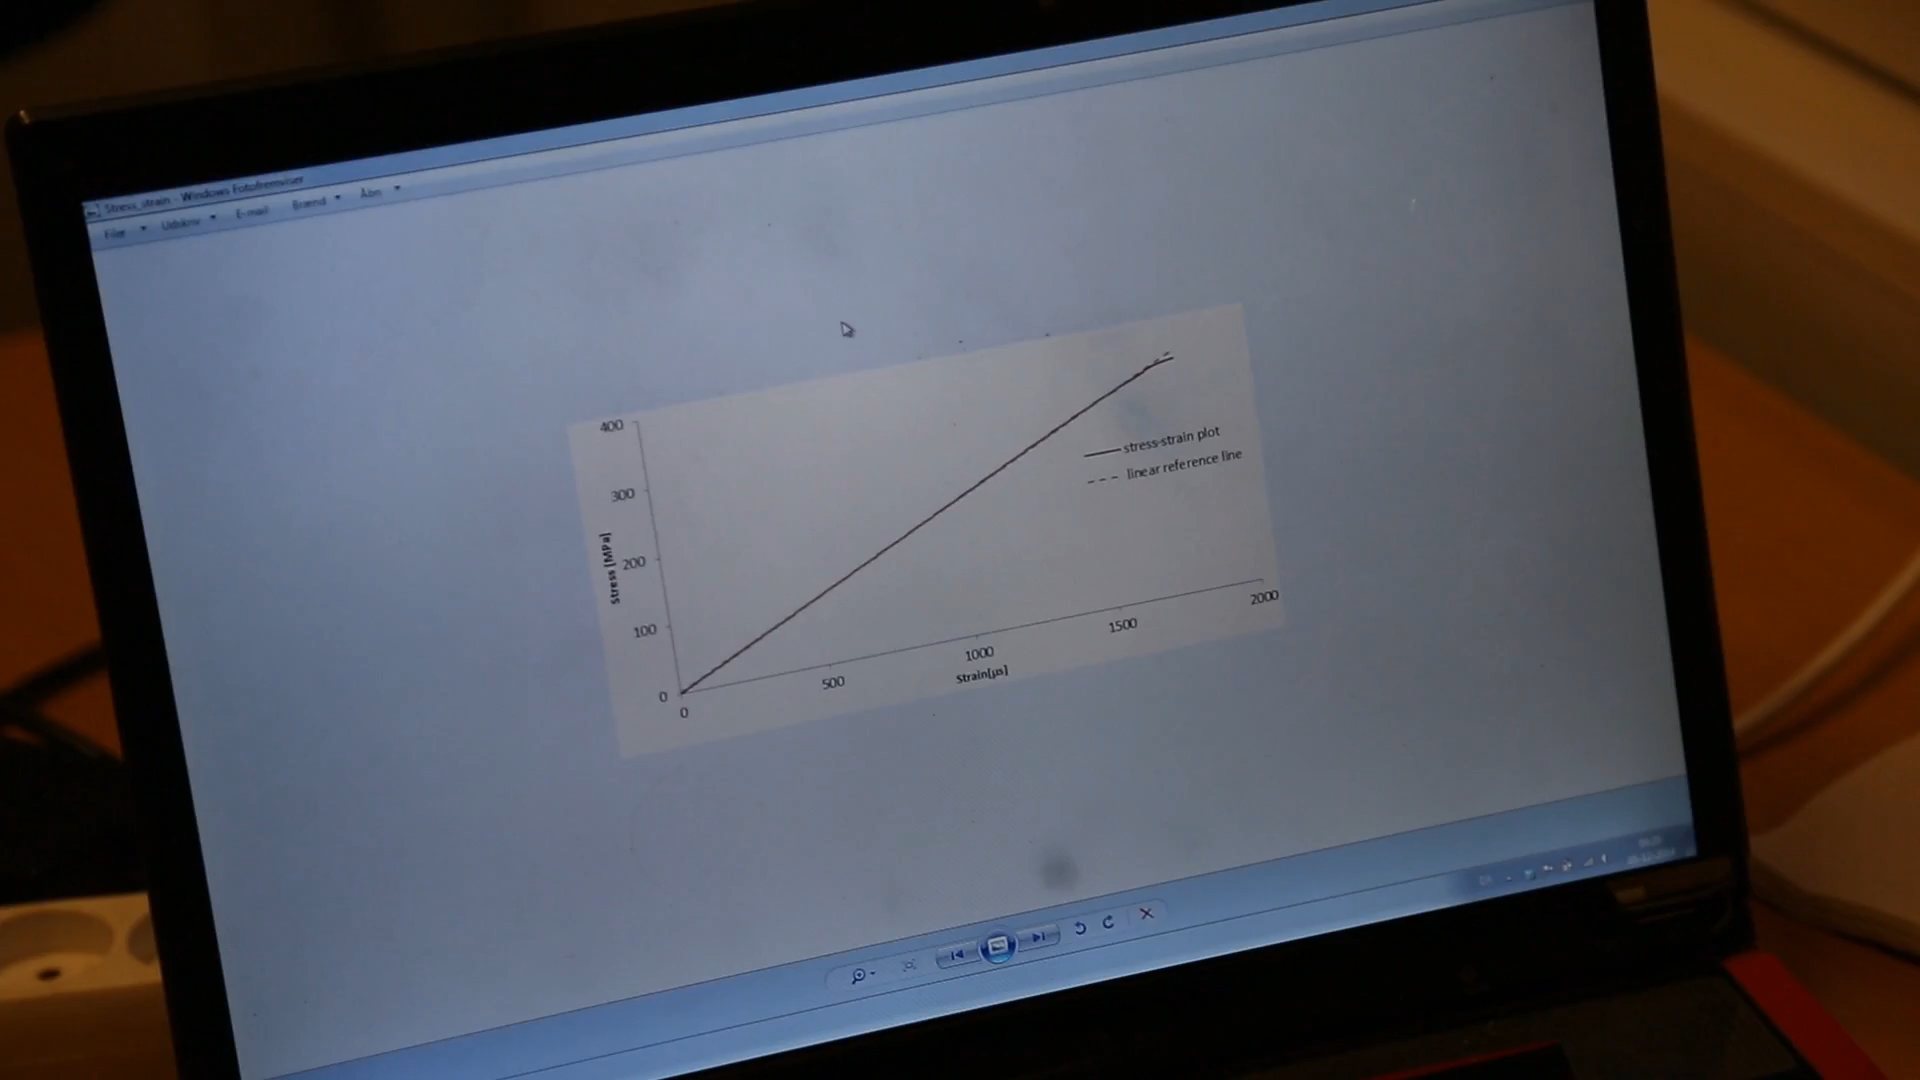 Stress_strain - Windows Fotofremviser
Filer Udskriv E-mail Brænd Åbn
400
300
200
100
0
Stress [MPa]
0
500
1000
1500
2000
Strain[µs]
stress-strain plot
linear reference line